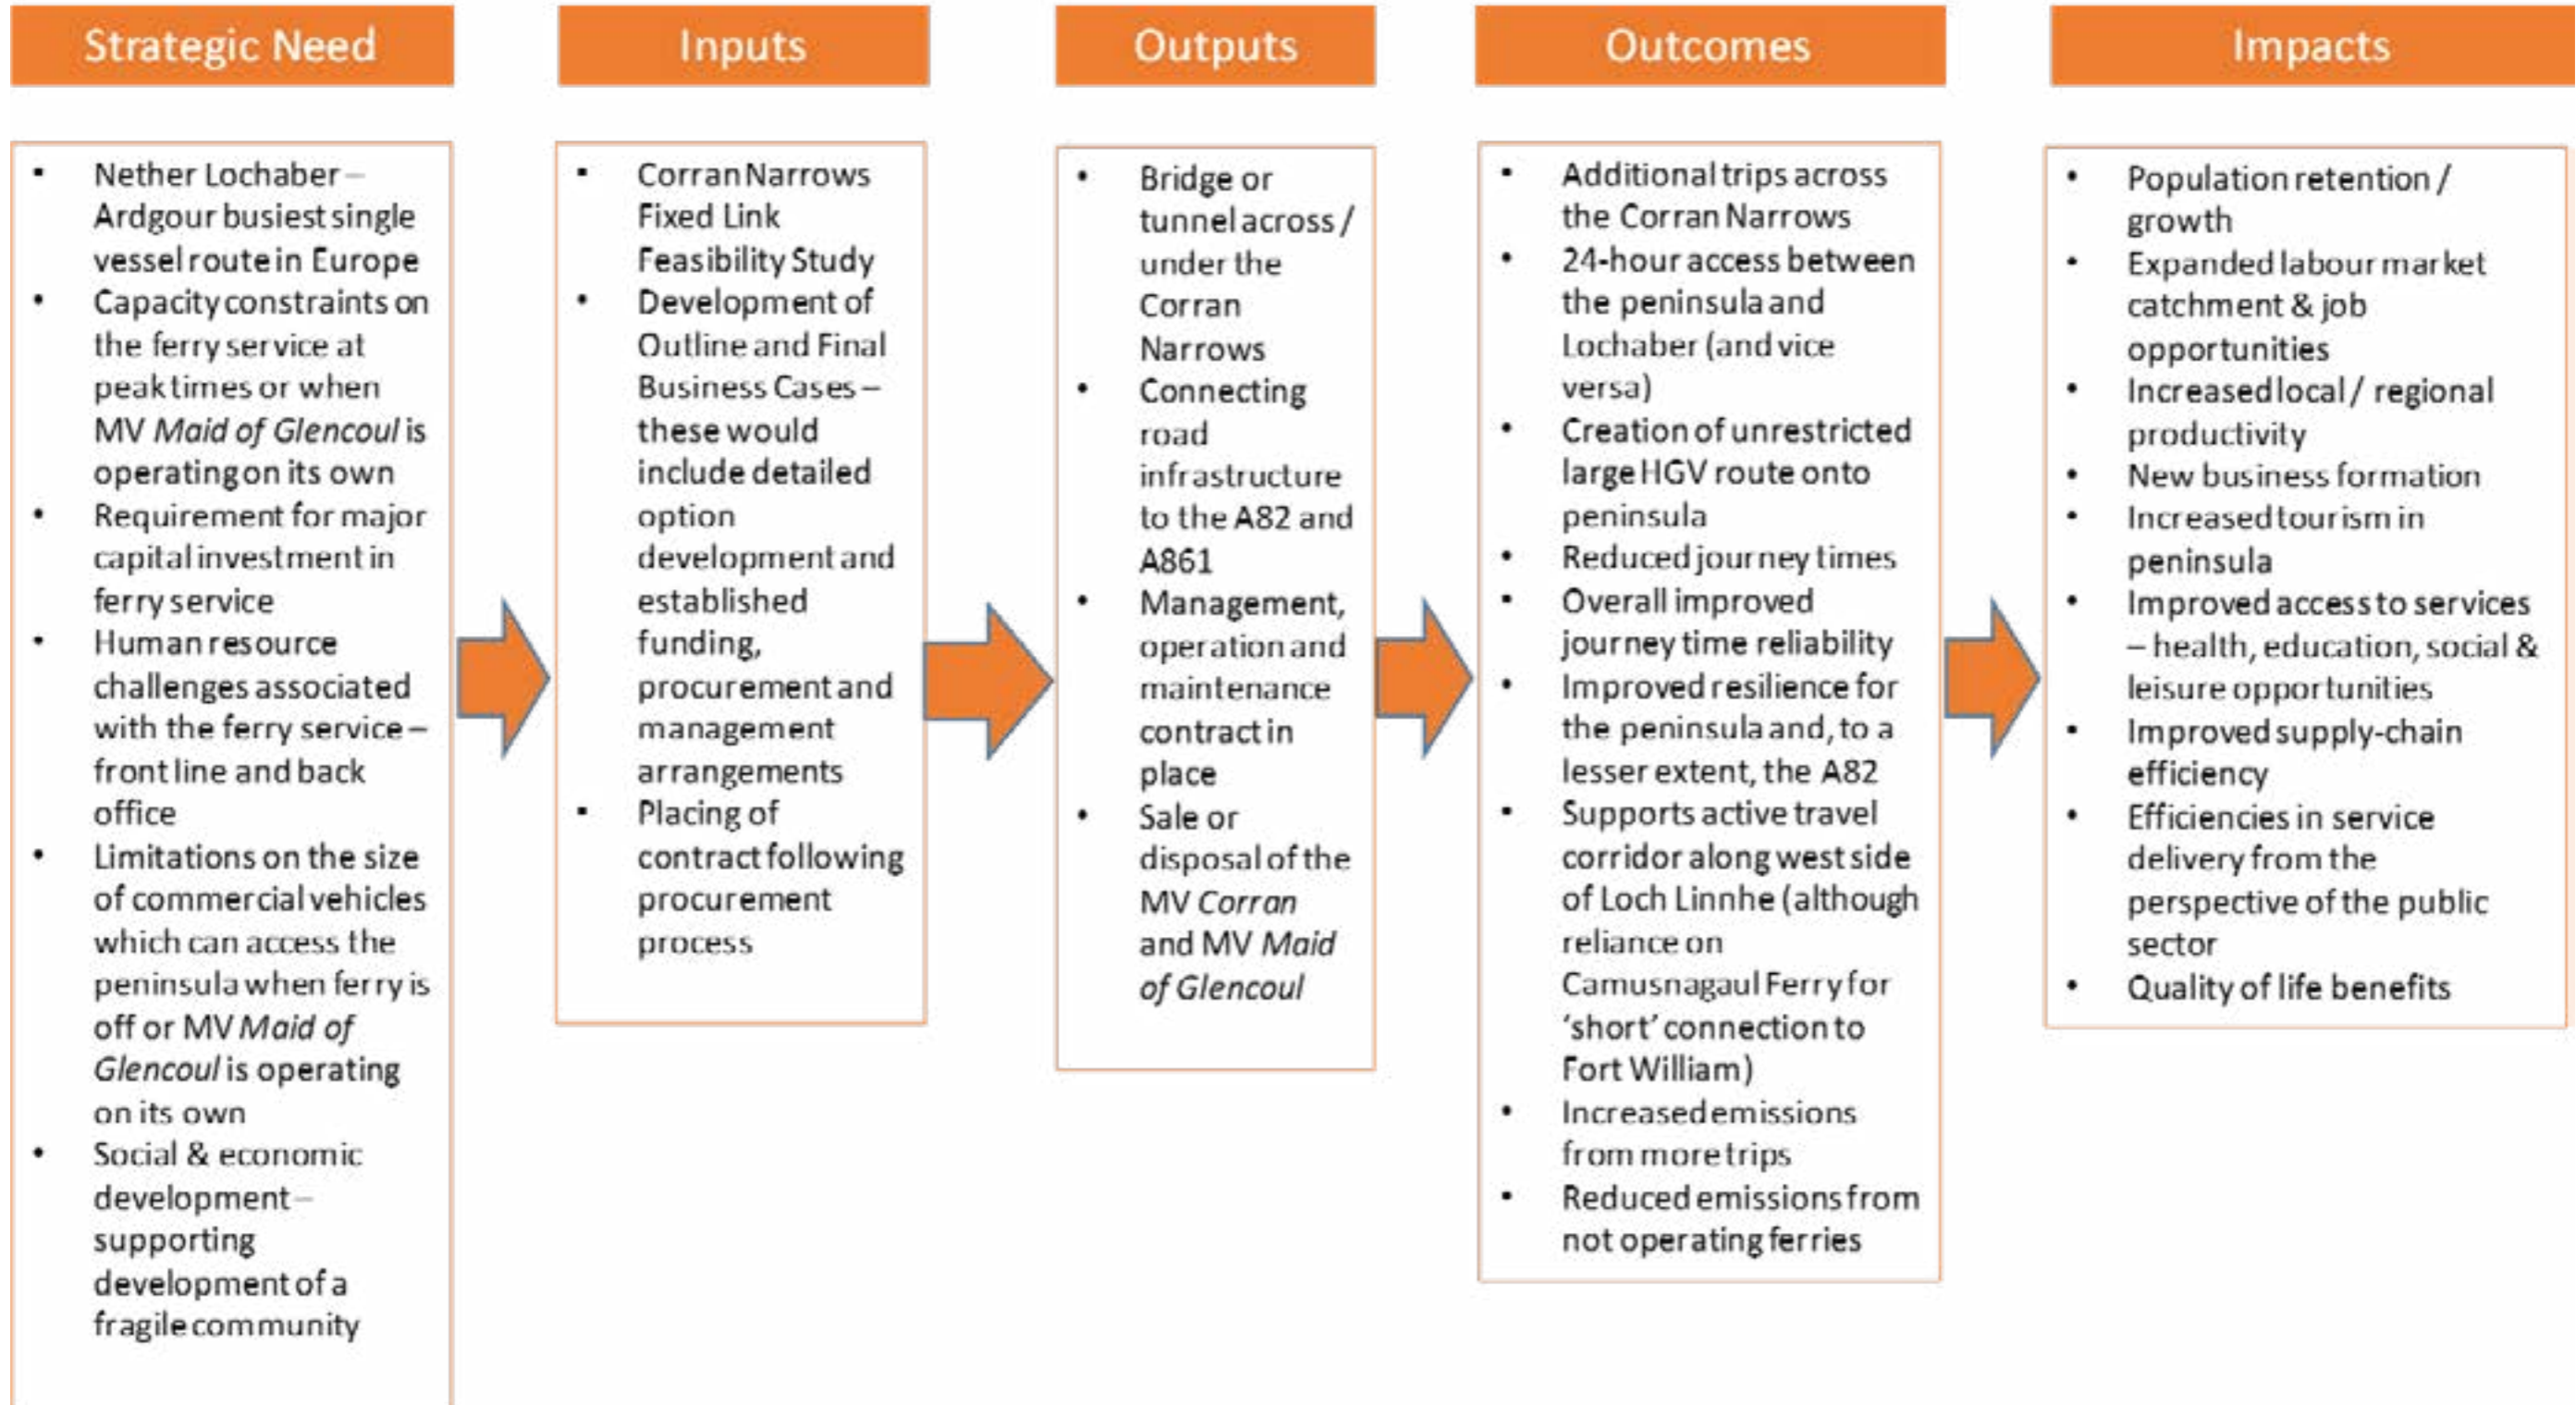 Strategic Need
Nether Lochaber –
Ardgour busiest single
vessel route in Europe
Capacity constraints on
the ferry service at
peak times or when
MV Maid of Glencoul is
operating on its own
Requirement for major
capital investment in
ferry service
Human resource
challenges associated
with the ferry service –
front line and back
office
Limitations on the size
of commercial vehicles
which can access the
peninsula when ferry is
off or MV Maid of
Glencoul is operating
on its own
Social & economic
development –
supporting
development of a
fragile community
Inputs
Corran Narrows
Fixed Link
Feasibility Study
Development of
Outline and Final
Business Cases –
these would
include detailed
option
development and
established
funding,
procurement and
management
arrangements
Placing of
contract following
procurement
process
Outputs
Bridge or
tunnel across /
under the
Corran
Narrows
Connecting
road
infrastructure
to the A82 and
A861
Management,
operation and
maintenance
contract in
place
Sale or
disposal of the
MV Corran
and MV Maid
of Glencoul
Outcomes
Additional trips across
the Corran Narrows
24-hour access between
the peninsula and
Lochaber (and vice
versa)
Creation of unrestricted
large HGV route onto
peninsula
Reduced journey times
Overall improved
journey time reliability
Improved resilience for
the peninsula and, to a
lesser extent, the A82
Supports active travel
corridor along west side
of Loch Linnhe (although
reliance on
Camusnagaul Ferry for
‘short’ connection to
Fort William)
Increased emissions
from more trips
Reduced emissions from
not operating ferries
Impacts
Population retention /
growth
Expanded labour market
catchment & job
opportunities
Increased local / regional
productivity
New business formation
Increased tourism in
peninsula
Improved access to services
– health, education, social &
leisure opportunities
Improved supply-chain
efficiency
Efficiencies in service
delivery from the
perspective of the public
sector
Quality of life benefits